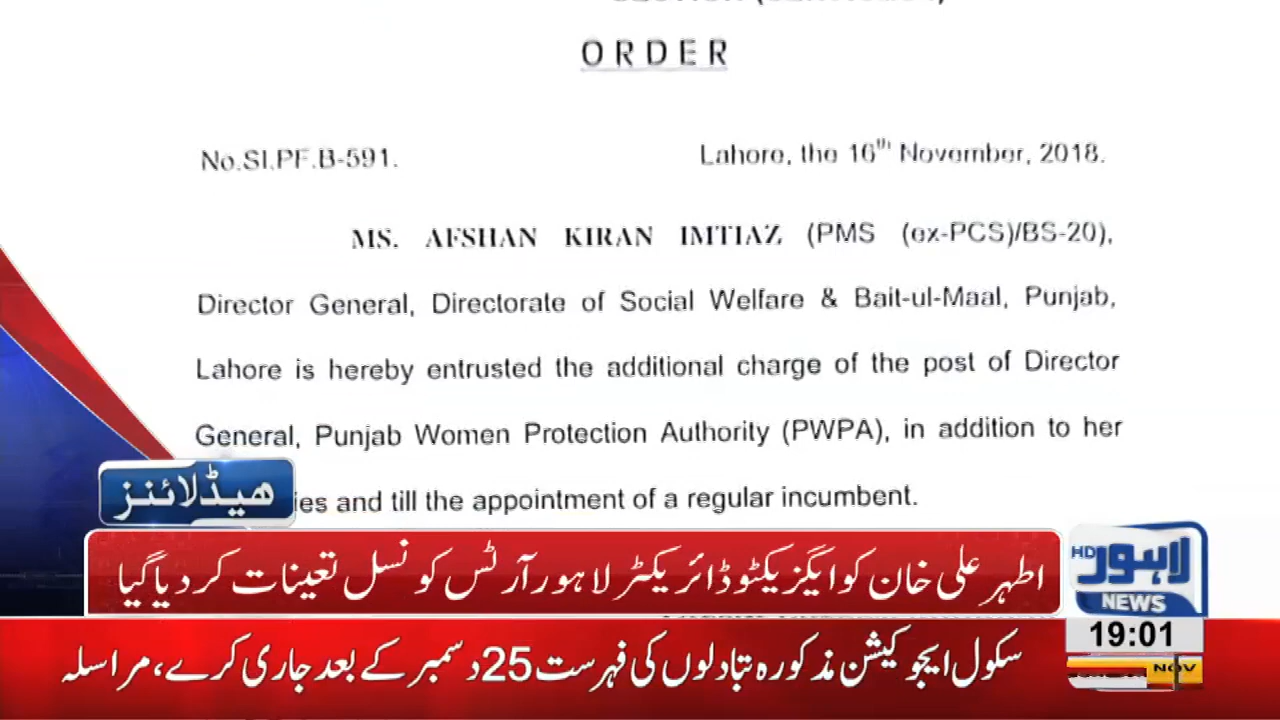 ORDER
No.SI.PF.B-591. Lahore, the 16th November, 2018.
MS. AFSHAN KIRAN IMTIAZ (PMS (ex-PCS)/BS-20),
Director General, Directorate of Social Welfare & Bait-ul-Maal, Punjab,
Lahore is hereby entrusted the additional charge of the post of Director
General, Punjab Women Protection Authority (PWPA), in addition to her
and till the appointment of a regular incumbent.
ھیڈلائنز
اطہر علی خان کو ایگزیکٹو ڈائریکٹر لاہور آرٹس کونسل تعینات کر دیا گیا
HD لاہور
NEWS
19:01
NOV
سکول ایجوکیشن مذکورہ تبادلوں کی فہرست 25 دسمبر کے بعد جاری کرے، مراسلہ